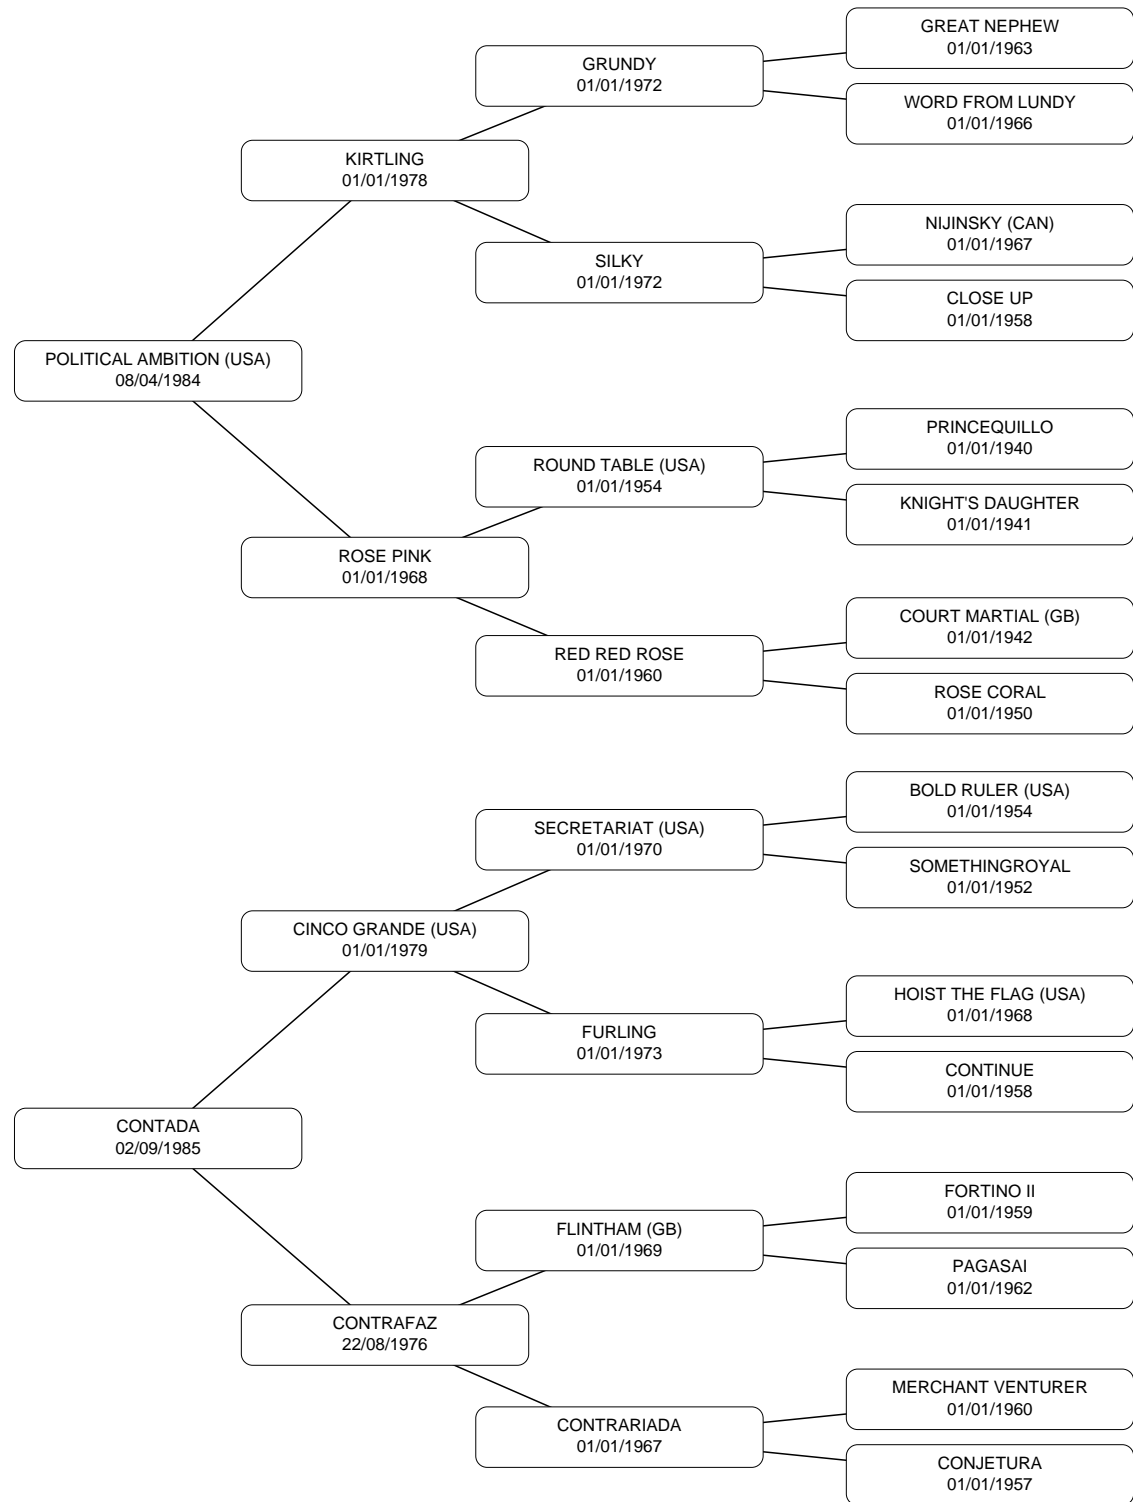 GREAT NEPHEW
01/01/1963
GRUNDY
01/01/1972
WORD FROM LUNDY
01/01/1966
KIRTLING
01/01/1978
NIJINSKY (CAN)
01/01/1967
SILKY
01/01/1972
CLOSE UP
01/01/1958
POLITICAL AMBITION (USA)
08/04/1984
PRINCEQUILLO
01/01/1940
ROUND TABLE (USA)
01/01/1954
KNIGHT'S DAUGHTER
01/01/1941
ROSE PINK
01/01/1968
COURT MARTIAL (GB)
01/01/1942
RED RED ROSE
01/01/1960
ROSE CORAL
01/01/1950
BOLD RULER (USA)
01/01/1954
SECRETARIAT (USA)
01/01/1970
SOMETHINGROYAL
01/01/1952
CINCO GRANDE (USA)
01/01/1979
HOIST THE FLAG (USA)
01/01/1968
FURLING
01/01/1973
CONTINUE
01/01/1958
CONTADA
02/09/1985
FORTINO II
01/01/1959
FLINTHAM (GB)
01/01/1969
PAGASAI
01/01/1962
CONTRAFAZ
22/08/1976
MERCHANT VENTURER
01/01/1960
CONTRARIADA
01/01/1967
CONJETURA
01/01/1957